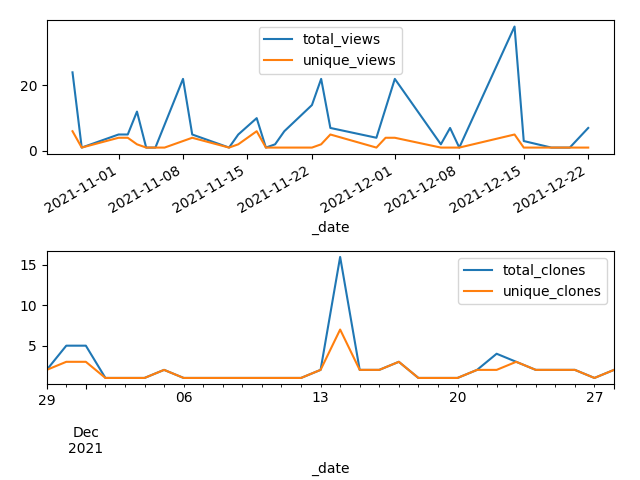 total_views
unique_views
20
0
2021-11-01
2021-11-08
2021-11-15
2021-11-22
2021-12-01
2021-12-08
2021-12-15
2021-12-22
_date
total_clones
unique_clones
15
10
5
29
06
13
20
27
Dec
2021
_date